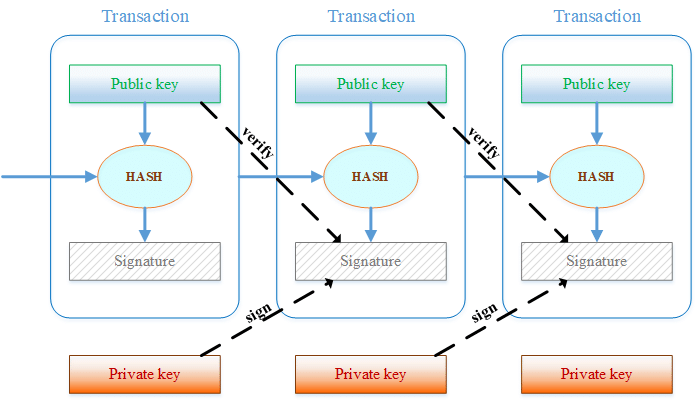 Transaction
Transaction
Transaction
Public key
Public key
Public key
verify
verify
HASH
HASH
HASH
Signature
Signature
Signature
sign
sign
Private key
Private key
Private key